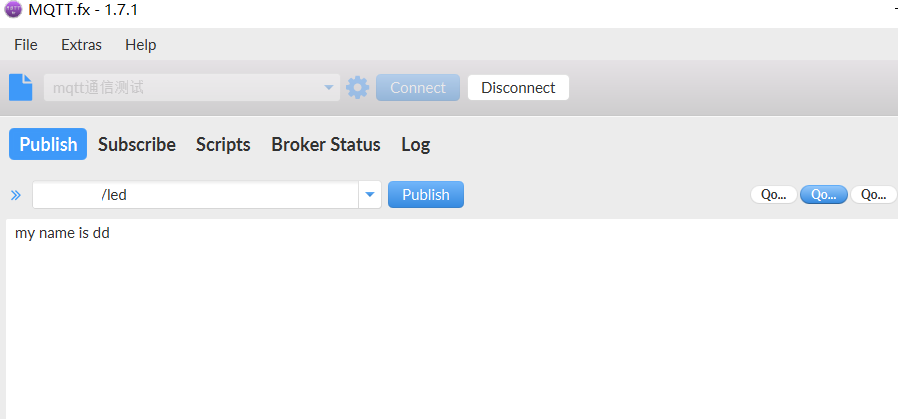 MQTT.fx - 1.7.1
File Extras Help
mqtt通信测试 Connect Disconnect
Publish Subscribe Scripts Broker Status Log
/led Publish Qo... Qo... Qo...
my name is dd